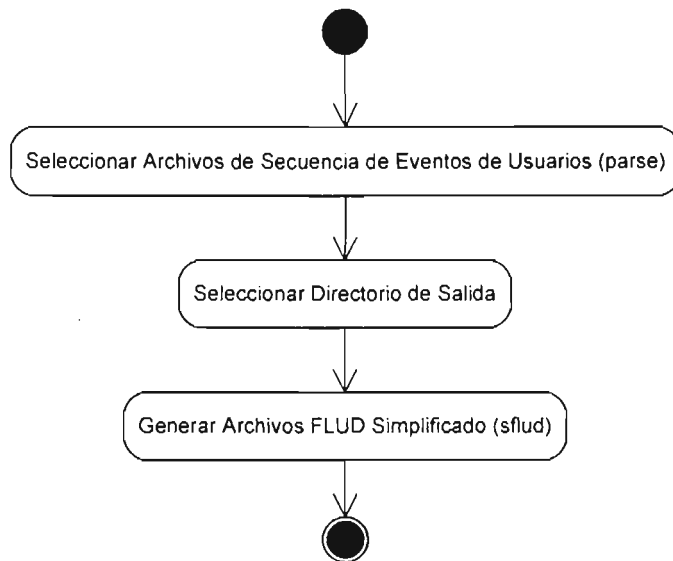 Seleccionar Archivos de Secuencia de Eventos de Usuarios (parse)
Seleccionar Directorio de Salida
Generar Archivos FLUD Simplificado (sflud)